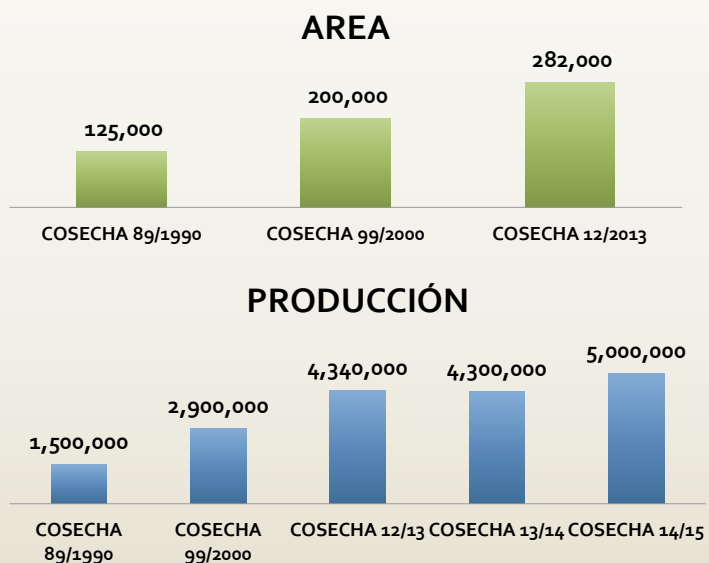 AREA
282,000
200,000
125,000
COSECHA 89/1990
COSECHA 99/2000
COSECHA 12/2013
PRODUCCIÓN
5,000,000
4,340,000
4,300,000
2,900,000
1,500,000
COSECHA 89/1990
COSECHA 99/2000
COSECHA 12/13
COSECHA 13/14
COSECHA 14/15